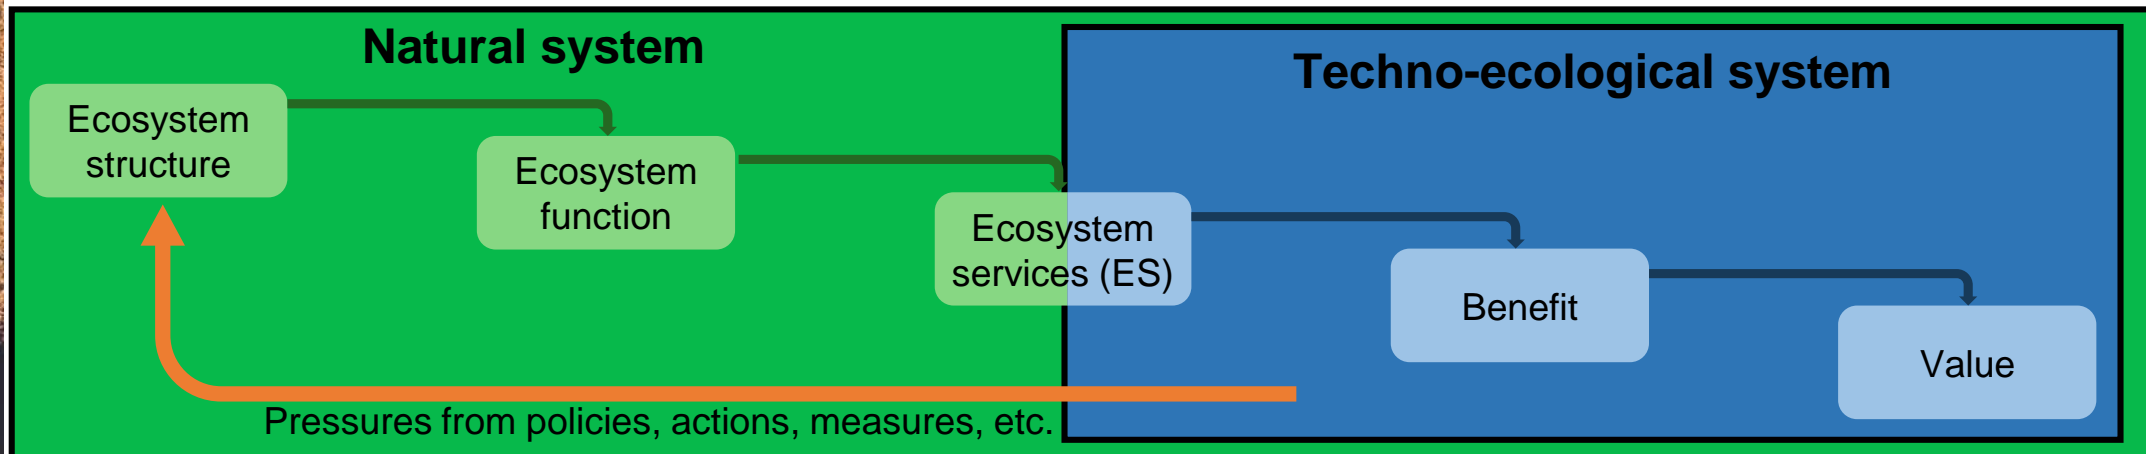 Natural system
Techno-ecological system
Ecosystem
structure
Ecosystem
function
Ecosystem
services (ES)
Benefit
Value
Pressures from policies, actions, measures, etc.